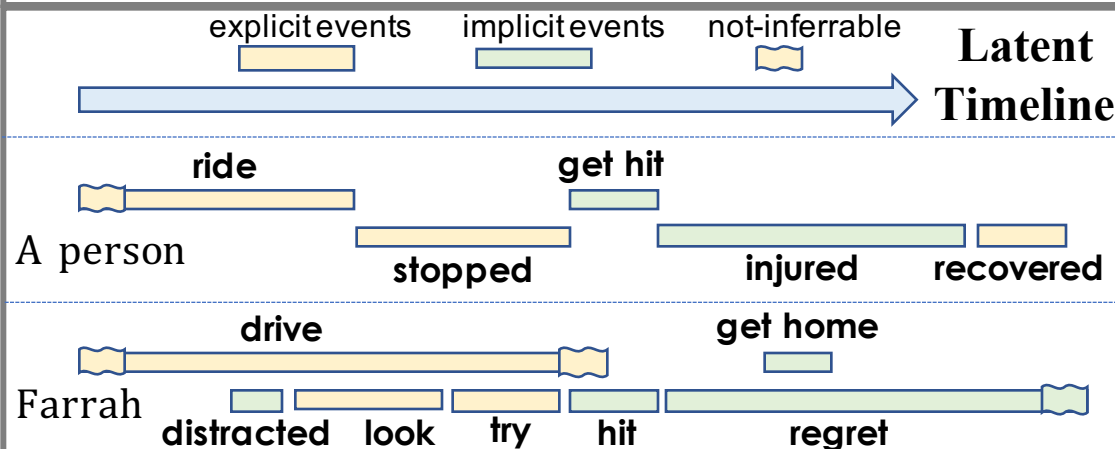 explicit events implicit events not-inferrable
Latent
Timeline
ride get hit
A person
stopped injured recovered
drive get home
Farrah
distracted look try hit regret